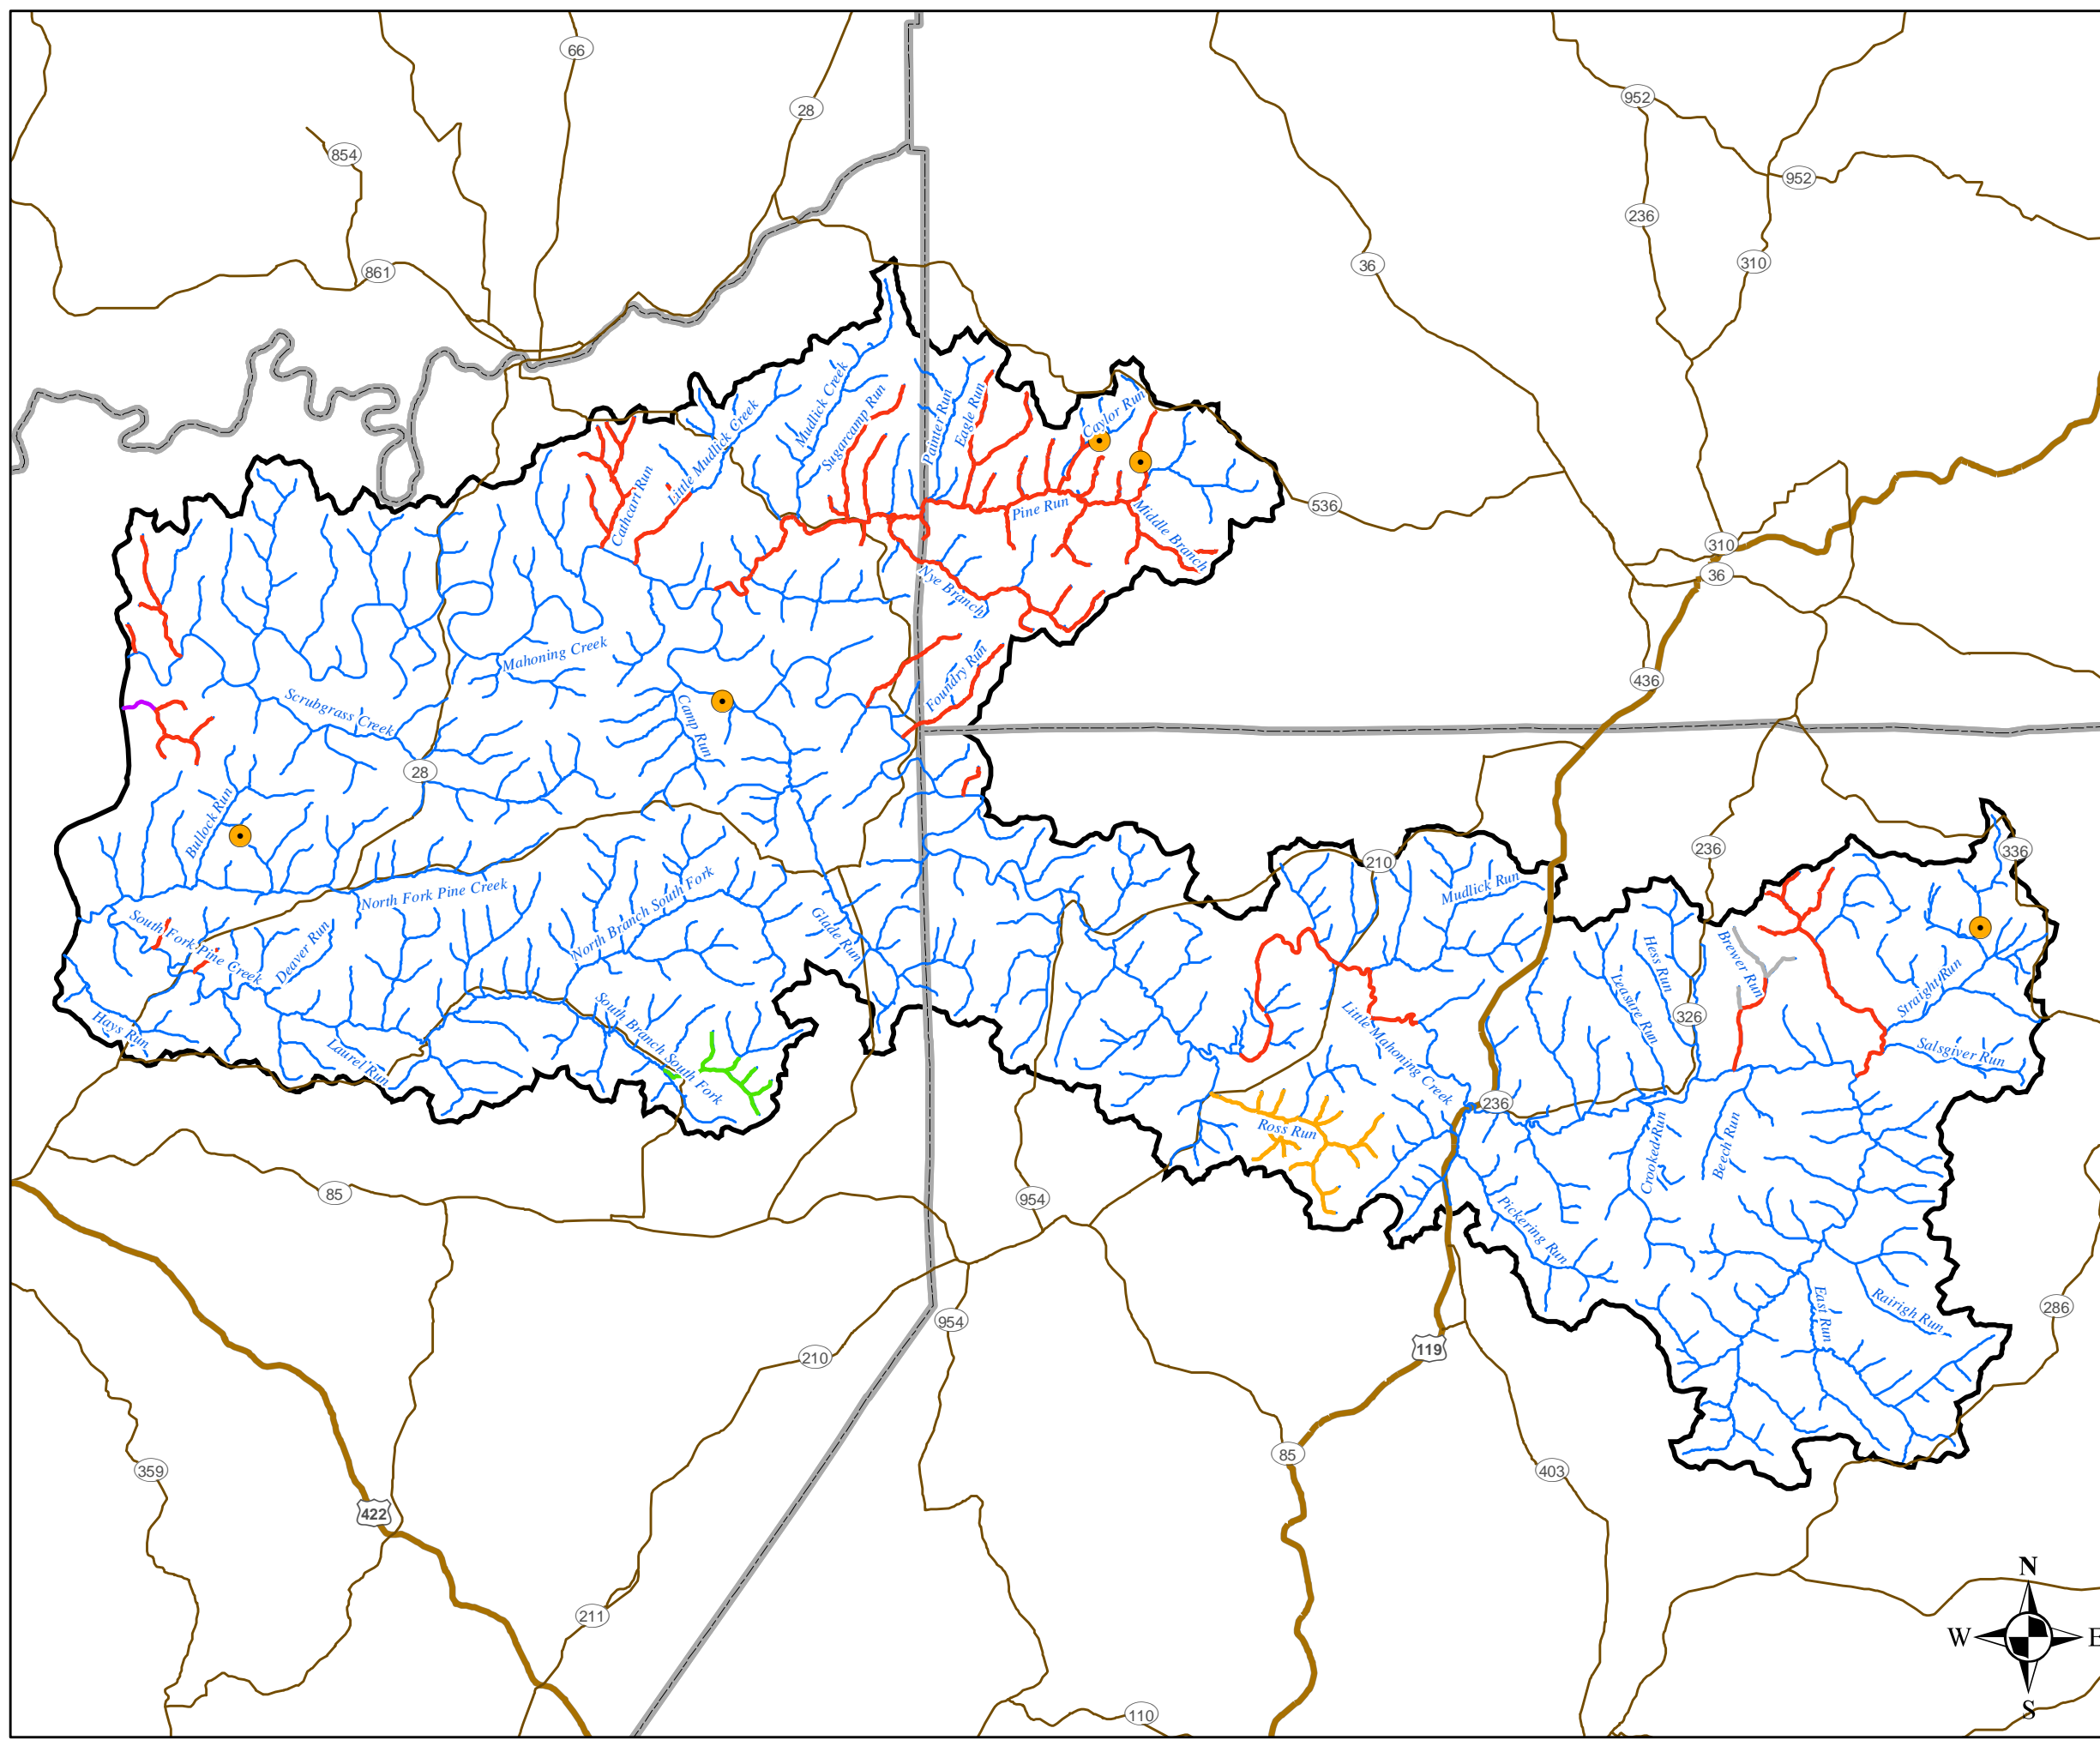 66
28
854
861
952
952
236
310
36
Mudlick Creek
Little Mudlick Creek
Sugarcamp Run
Painter Run
Eagle Run
Caylor Run
Cathcart Run
Pine Run
Middle Branch
536
310
36
Nye Branch
Mahoning Creek
Foundry Run
436
Scrubgrass Creek
Camp Run
28
Bullock Run
210
236
336
Mudlick Run
North Fork Pine Creek
North Branch South Fork
South Fork Pine Creek
Deaver Run
Glade Run
Hess Run
Leasure Run
Brewer Run
Straight Run
326
Hays Run
Laurel Run
South Branch South Fork
Little Mahoning Creek
Salsgiver Run
236
Ross Run
Crooked Run
Beech Run
85
954
Pickering Run
East Run
Rairigh Run
286
954
119
210
85
403
359
422
211
110
N
W
E
S